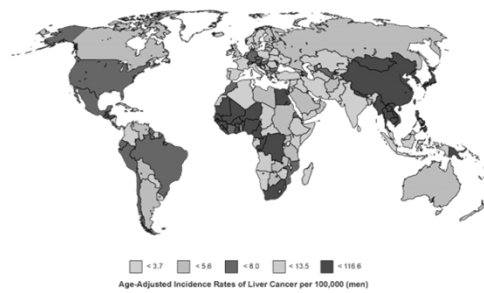 < 3.7 < 5.6 < 8.0 < 13.5 < 116.6
Age-Adjusted Incidence Rates of Liver Cancer per 100,000 (men)